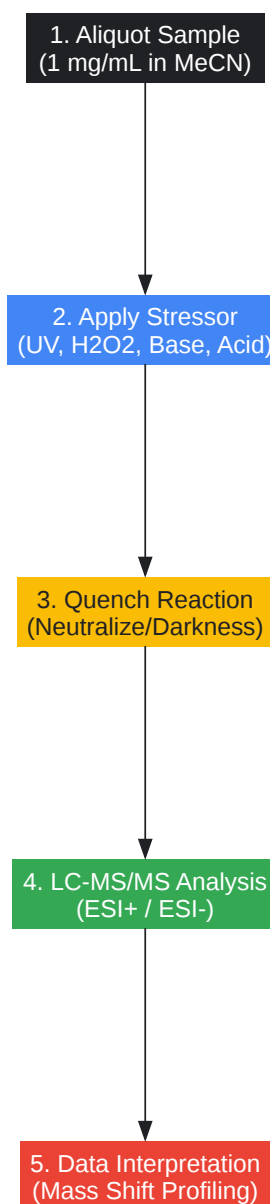 1. Aliquot Sample
(1 mg/mL in MeCN)
2. Apply Stressor
(UV, H2O2, Base, Acid)
3. Quench Reaction
(Neutralize/Darkness)
4. LC-MS/MS Analysis
(ESI+ / ESI-)
5. Data Interpretation
(Mass Shift Profiling)